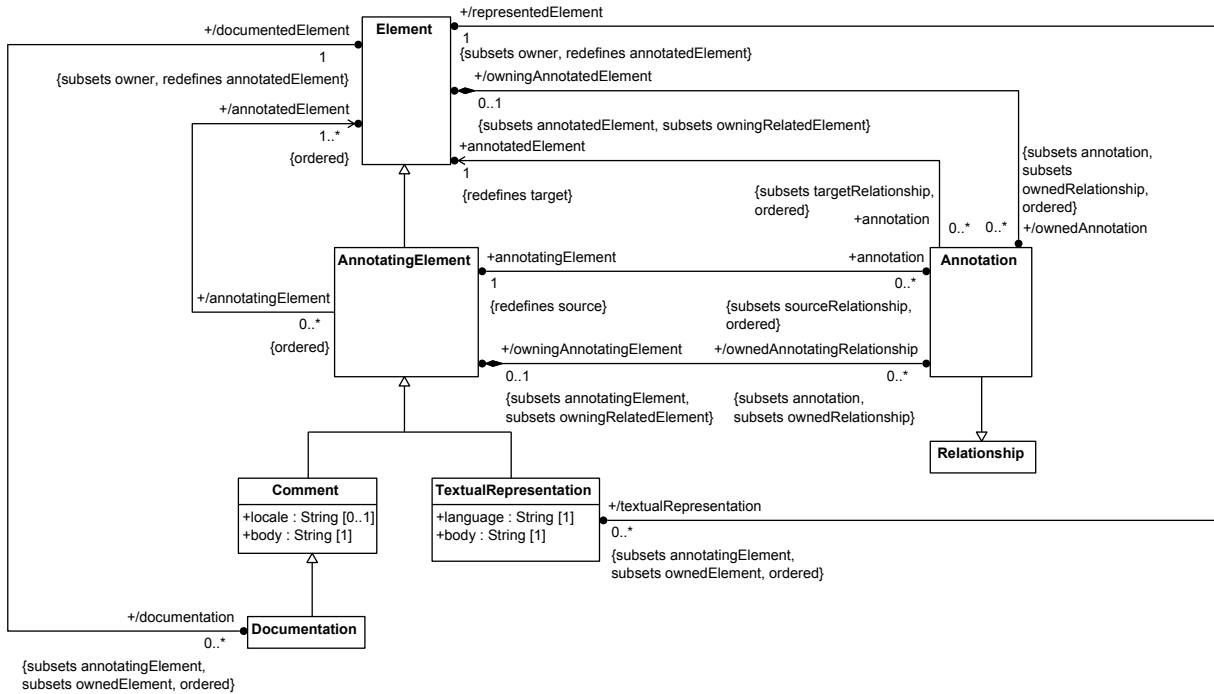 +/representedElement
Element
+/documentedElement
1
1
{subsets owner, redefines annotatedElement}
{subsets owner, redefines annotatedElement}
+/owningAnnotatedElement
+/annotatedElement
0..1
{subsets annotatedElement, subsets owningRelatedElement}
1..*
{ordered}
+annotatedElement
1
{redefines target}
{subsets annotation,
subsets
ownedRelationship,
ordered}
{subsets targetRelationship,
ordered}
+annotation
0..*
0..*
+/ownedAnnotation
AnnotatingElement
Annotation
+annotatingElement
+annotation
1
0..*
{redefines source}
{subsets sourceRelationship,
ordered}
+/annotatingElement
0..*
{ordered}
+/owningAnnotatingElement
+/ownedAnnotatingRelationship
0..1
0..*
{subsets annotatingElement,
subsets owningRelatedElement}
{subsets annotation,
subsets ownedRelationship}
Relationship
Comment
+locale : String [0..1]
+body : String [1]
TextualRepresentation
+language : String [1]
+body : String [1]
+/textualRepresentation
0..*
{subsets annotatingElement,
subsets ownedElement, ordered}
+/documentation
0..*
Documentation
{subsets annotatingElement,
subsets ownedElement, ordered}